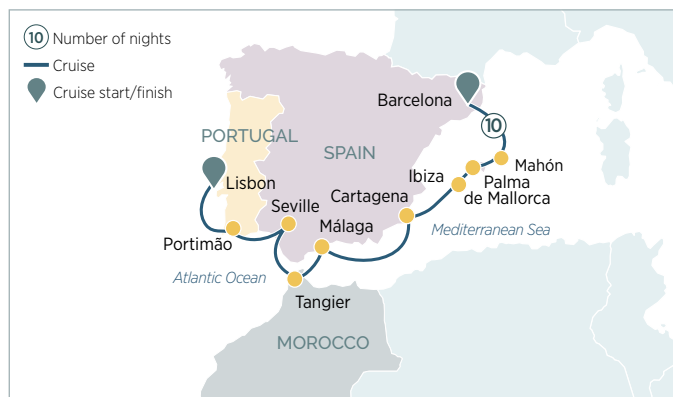 10 Number of nights
Cruise
Cruise start/finish
Barcelona
10
PORTUGAL
SPAIN
Mahón
Ibiza
Palma
de Mallorca
Lisbon
Cartagena
Seville
Málaga
Mediterranean Sea
Portimão
Atlantic Ocean
Tangier
MOROCCO